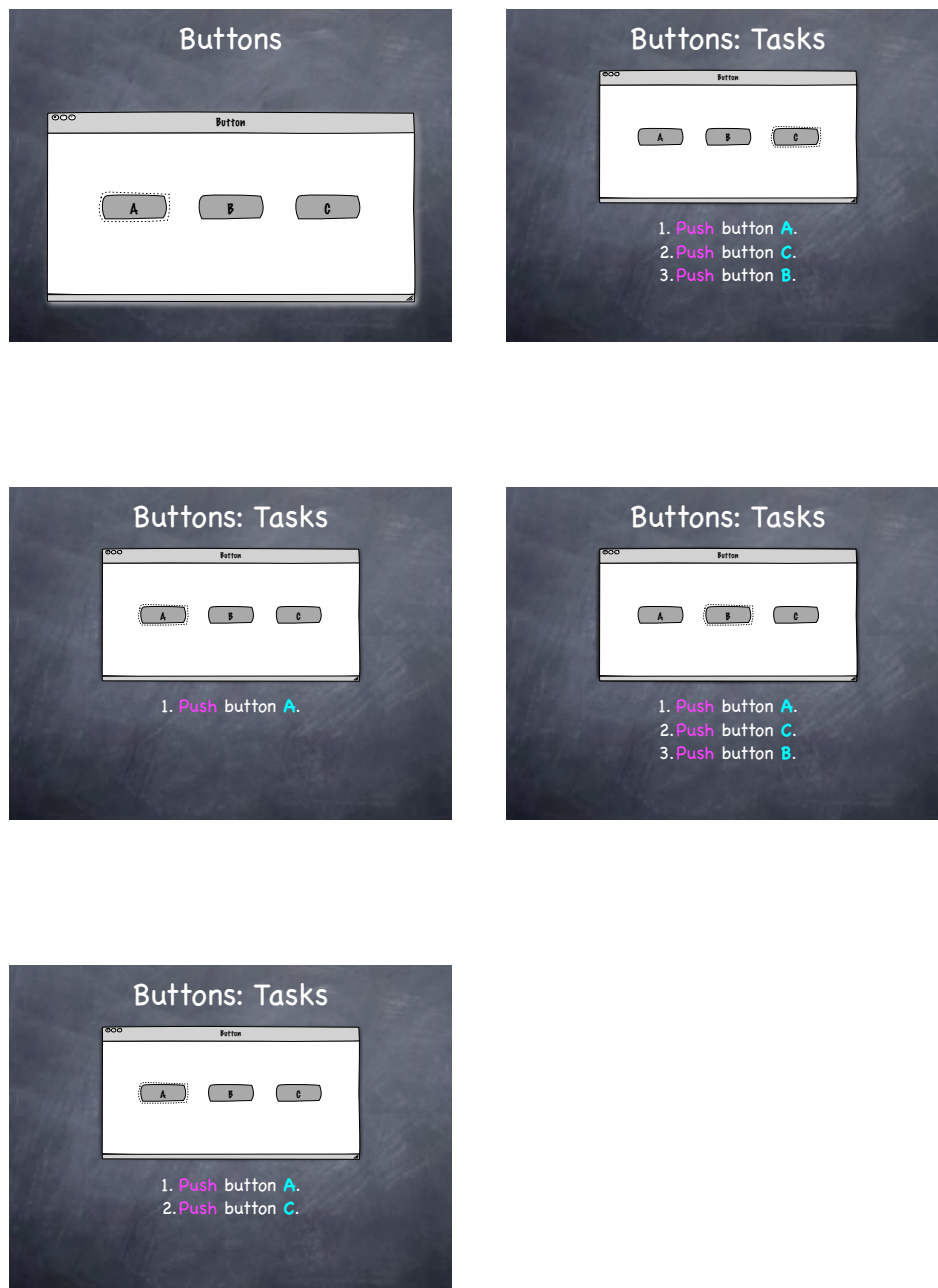 Buttons
Button
A B C
Buttons: Tasks
Button
A B C
1. Push button A.
2. Push button C.
3. Push button B.
Buttons: Tasks
Button
A B C
1. Push button A.
Buttons: Tasks
Button
A B C
1. Push button A.
2. Push button C.
3. Push button B.
Buttons: Tasks
Button
A B C
1. Push button A.
2. Push button C.